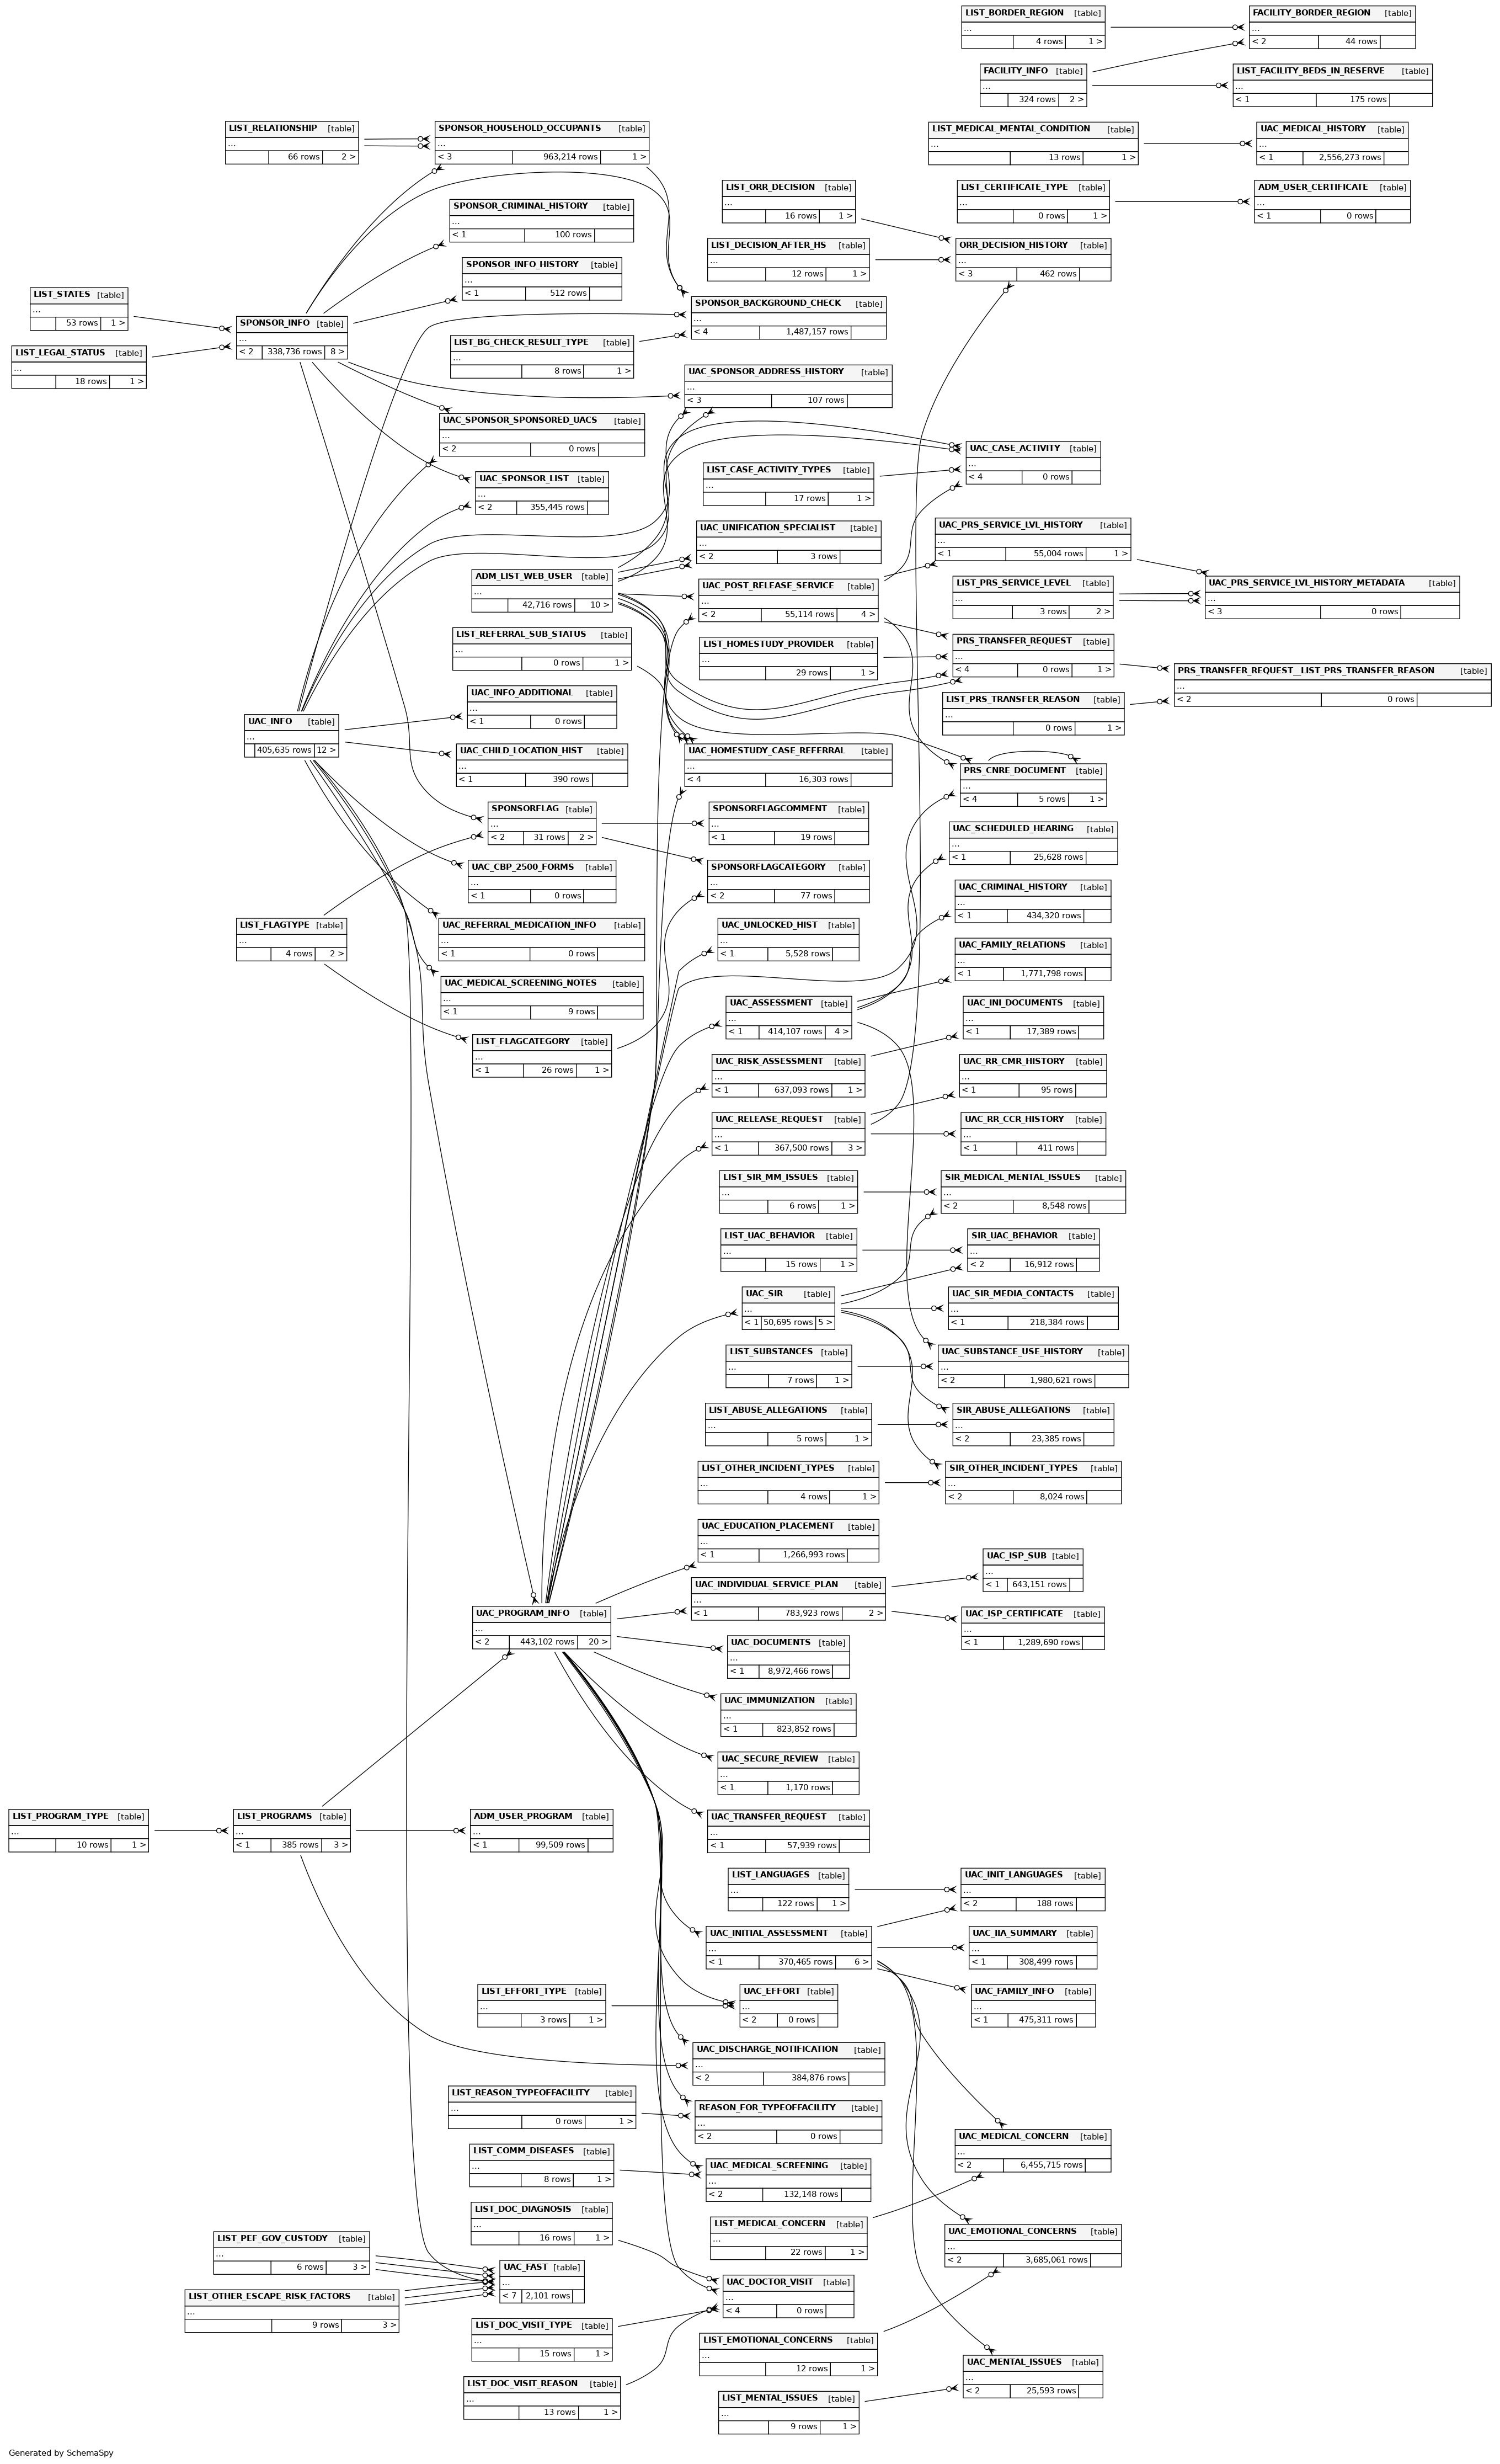 LIST_BORDER_REGION [table]
...
4 rows 1 >
FACILITY_BORDER_REGION [table]
...
< 2 44 rows
FACILITY_INFO [table]
...
324 rows 2 >
LIST_FACILITY_BEDS_IN_RESERVE [table]
...
< 1 175 rows
LIST_RELATIONSHIP [table]
...
66 rows 2 >
SPONSOR_HOUSEHOLD_OCCUPANTS [table]
...
< 3 963,214 rows 1 >
LIST_MEDICAL_MENTAL_CONDITION [table]
...
13 rows 1 >
UAC_MEDICAL_HISTORY [table]
...
< 1 2,556,273 rows
LIST_ORR_DECISION [table]
...
16 rows 1 >
LIST_CERTIFICATE_TYPE [table]
...
0 rows 1 >
ADM_USER_CERTIFICATE [table]
...
< 1 0 rows
SPONSOR_CRIMINAL_HISTORY [table]
...
< 1 100 rows
LIST_DECISION_AFTER_HS [table]
...
12 rows 1 >
ORR_DECISION_HISTORY [table]
...
< 3 462 rows
SPONSOR_INFO_HISTORY [table]
...
< 1 512 rows
LIST_STATES [table]
...
53 rows 1 >
SPONSOR_BACKGROUND_CHECK [table]
...
< 4 1,487,157 rows
SPONSOR_INFO [table]
...
< 2 338,736 rows 8 >
LIST_LEGAL_STATUS [table]
...
18 rows 1 >
LIST_BG_CHECK_RESULT_TYPE [table]
...
8 rows 1 >
UAC_SPONSOR_ADDRESS_HISTORY [table]
...
< 3 107 rows
UAC_SPONSOR_SPONSORED_UACS [table]
...
< 2 0 rows
UAC_CASE_ACTIVITY [table]
...
< 4 0 rows
LIST_CASE_ACTIVITY_TYPES [table]
...
17 rows 1 >
UAC_SPONSOR_LIST [table]
...
< 2 355,445 rows
UAC_UNIFICATION_SPECIALIST [table]
...
< 2 3 rows
UAC_PRS_SERVICE_LVL_HISTORY [table]
...
< 1 55,004 rows 1 >
ADM_LIST_WEB_USER [table]
...
42,716 rows 10 >
UAC_POST_RELEASE_SERVICE [table]
...
< 2 55,114 rows 4 >
LIST_PRS_SERVICE_LEVEL [table]
...
3 rows 2 >
UAC_PRS_SERVICE_LVL_HISTORY_METADATA [table]
...
< 3 0 rows
LIST_REFERRAL_SUB_STATUS [table]
...
0 rows 1 >
LIST_HOMESTUDY_PROVIDER [table]
...
29 rows 1 >
PRS_TRANSFER_REQUEST [table]
...
< 4 0 rows 1 >
PRS_TRANSFER_REQUEST__LIST_PRS_TRANSFER_REASON [table]
...
< 2 0 rows
UAC_INFO_ADDITIONAL [table]
...
< 1 0 rows
LIST_PRS_TRANSFER_REASON [table]
...
0 rows 1 >
UAC_INFO [table]
...
405,635 rows 12 >
UAC_CHILD_LOCATION_HIST [table]
...
< 1 390 rows
UAC_HOMESTUDY_CASE_REFERRAL [table]
...
< 4 16,303 rows
PRS_CNRE_DOCUMENT [table]
...
< 4 5 rows 1 >
SPONSORFLAG [table]
...
< 2 31 rows 2 >
SPONSORFLAGCOMMENT [table]
...
< 1 19 rows
UAC_SCHEDULED_HEARING [table]
...
< 1 25,628 rows
UAC_CBP_2500_FORMS [table]
...
< 1 0 rows
SPONSORFLAGCATEGORY [table]
...
< 2 77 rows
UAC_CRIMINAL_HISTORY [table]
...
< 1 434,320 rows
LIST_FLAGTYPE [table]
...
4 rows 2 >
UAC_REFERRAL_MEDICATION_INFO [table]
...
< 1 0 rows
UAC_UNLOCKED_HIST [table]
...
< 1 5,528 rows
UAC_FAMILY_RELATIONS [table]
...
< 1 1,771,798 rows
UAC_MEDICAL_SCREENING_NOTES [table]
...
< 1 9 rows
UAC_ASSESSMENT [table]
...
< 1 414,107 rows 4 >
UAC_INI_DOCUMENTS [table]
...
< 1 17,389 rows
LIST_FLAGCATEGORY [table]
...
< 1 26 rows 1 >
UAC_RISK_ASSESSMENT [table]
...
< 1 637,093 rows 1 >
UAC_RR_CMR_HISTORY [table]
...
< 1 95 rows
UAC_RELEASE_REQUEST [table]
...
< 1 367,500 rows 3 >
UAC_RR_CCR_HISTORY [table]
...
< 1 411 rows
LIST_SIR_MM_ISSUES [table]
...
6 rows 1 >
SIR_MEDICAL_MENTAL_ISSUES [table]
...
< 2 8,548 rows
LIST_UAC_BEHAVIOR [table]
...
15 rows 1 >
SIR_UAC_BEHAVIOR [table]
...
< 2 16,912 rows
UAC_SIR [table]
...
< 1 50,695 rows 5 >
UAC_SIR_MEDIA_CONTACTS [table]
...
< 1 218,384 rows
LIST_SUBSTANCES [table]
...
7 rows 1 >
UAC_SUBSTANCE_USE_HISTORY [table]
...
< 2 1,980,621 rows
LIST_ABUSE_ALLEGATIONS [table]
...
5 rows 1 >
SIR_ABUSE_ALLEGATIONS [table]
...
< 2 23,385 rows
LIST_OTHER_INCIDENT_TYPES [table]
...
4 rows 1 >
SIR_OTHER_INCIDENT_TYPES [table]
...
< 2 8,024 rows
UAC_EDUCATION_PLACEMENT [table]
...
< 1 1,266,993 rows
UAC_ISP_SUB [table]
...
< 1 643,151 rows
UAC_PROGRAM_INFO [table]
...
< 2 443,102 rows 20 >
UAC_INDIVIDUAL_SERVICE_PLAN [table]
...
< 1 783,923 rows 2 >
UAC_ISP_CERTIFICATE [table]
...
< 1 1,289,690 rows
UAC_DOCUMENTS [table]
...
< 1 8,972,466 rows
UAC_IMMUNIZATION [table]
...
< 1 823,852 rows
UAC_SECURE_REVIEW [table]
...
< 1 1,170 rows
LIST_PROGRAM_TYPE [table]
...
10 rows 1 >
LIST_PROGRAMS [table]
...
< 1 385 rows 3 >
ADM_USER_PROGRAM [table]
...
< 1 99,509 rows
UAC_TRANSFER_REQUEST [table]
...
< 1 57,939 rows
LIST_LANGUAGES [table]
...
122 rows 1 >
UAC_INIT_LANGUAGES [table]
...
< 2 188 rows
UAC_INITIAL_ASSESSMENT [table]
...
< 1 370,465 rows 6 >
UAC_IIA_SUMMARY [table]
...
< 1 308,499 rows
LIST_EFFORT_TYPE [table]
...
3 rows 1 >
UAC_EFFORT [table]
...
< 2 0 rows
UAC_FAMILY_INFO [table]
...
< 1 475,311 rows
UAC_DISCHARGE_NOTIFICATION [table]
...
< 2 384,876 rows
LIST_REASON_TYPEOFFACILITY [table]
...
0 rows 1 >
REASON_FOR_TYPEOFFACILITY [table]
...
< 2 0 rows
UAC_MEDICAL_CONCERN [table]
...
< 2 6,455,715 rows
LIST_COMM_DISEASES [table]
...
8 rows 1 >
UAC_MEDICAL_SCREENING [table]
...
< 2 132,148 rows
LIST_DOC_DIAGNOSIS [table]
...
16 rows 1 >
LIST_MEDICAL_CONCERN [table]
...
22 rows 1 >
UAC_EMOTIONAL_CONCERNS [table]
...
< 2 3,685,061 rows
LIST_PEF_GOV_CUSTODY [table]
...
6 rows 3 >
UAC_FAST [table]
...
< 7 2,101 rows
UAC_DOCTOR_VISIT [table]
...
< 4 0 rows
LIST_OTHER_ESCAPE_RISK_FACTORS [table]
...
9 rows 3 >
LIST_DOC_VISIT_TYPE [table]
...
15 rows 1 >
LIST_EMOTIONAL_CONCERNS [table]
...
12 rows 1 >
UAC_MENTAL_ISSUES [table]
...
< 2 25,593 rows
LIST_DOC_VISIT_REASON [table]
...
13 rows 1 >
LIST_MENTAL_ISSUES [table]
...
9 rows 1 >
Generated by SchemaSpy